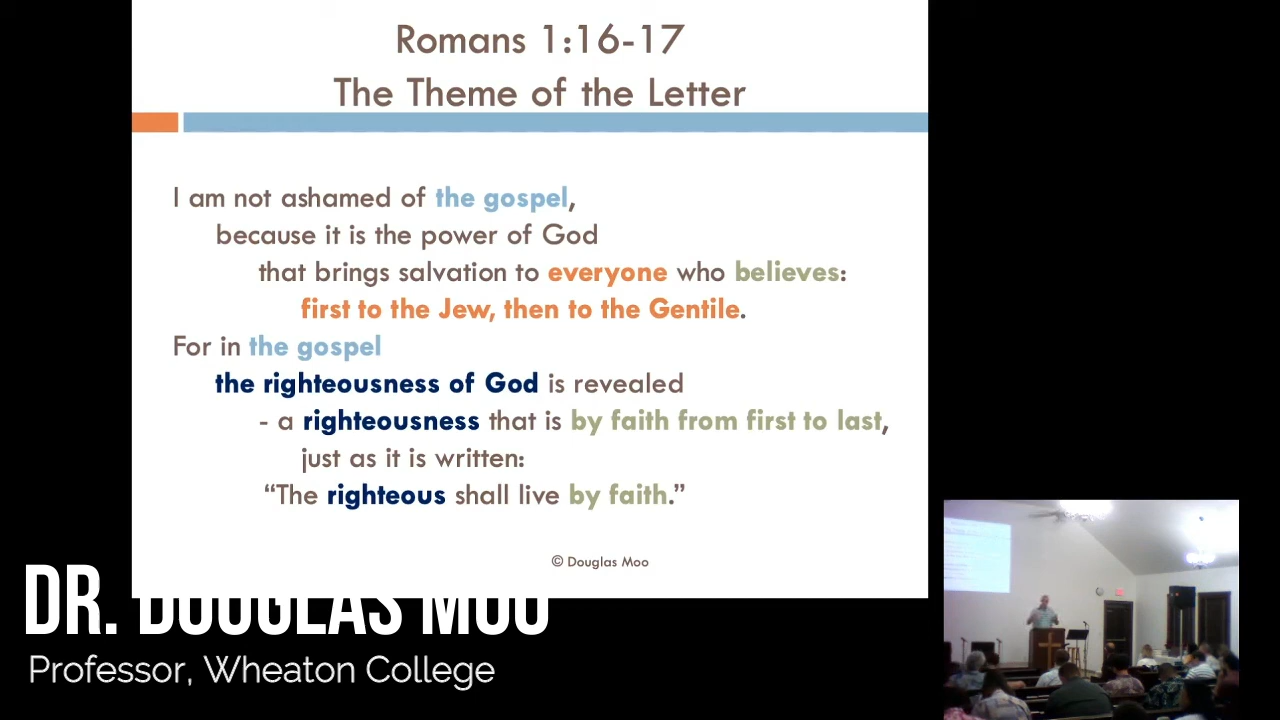 Romans 1:16-17
The Theme of the Letter
I am not ashamed of the gospel,
because it is the power of God
that brings salvation to everyone who believes:
first to the Jew, then to the Gentile.
For in the gospel
the righteousness of God is revealed
- a righteousness that is by faith from first to last,
just as it is written:
“The righteous shall live by faith.”
© Douglas Moo
DR. DOUGLAS MOO
Professor, Wheaton College